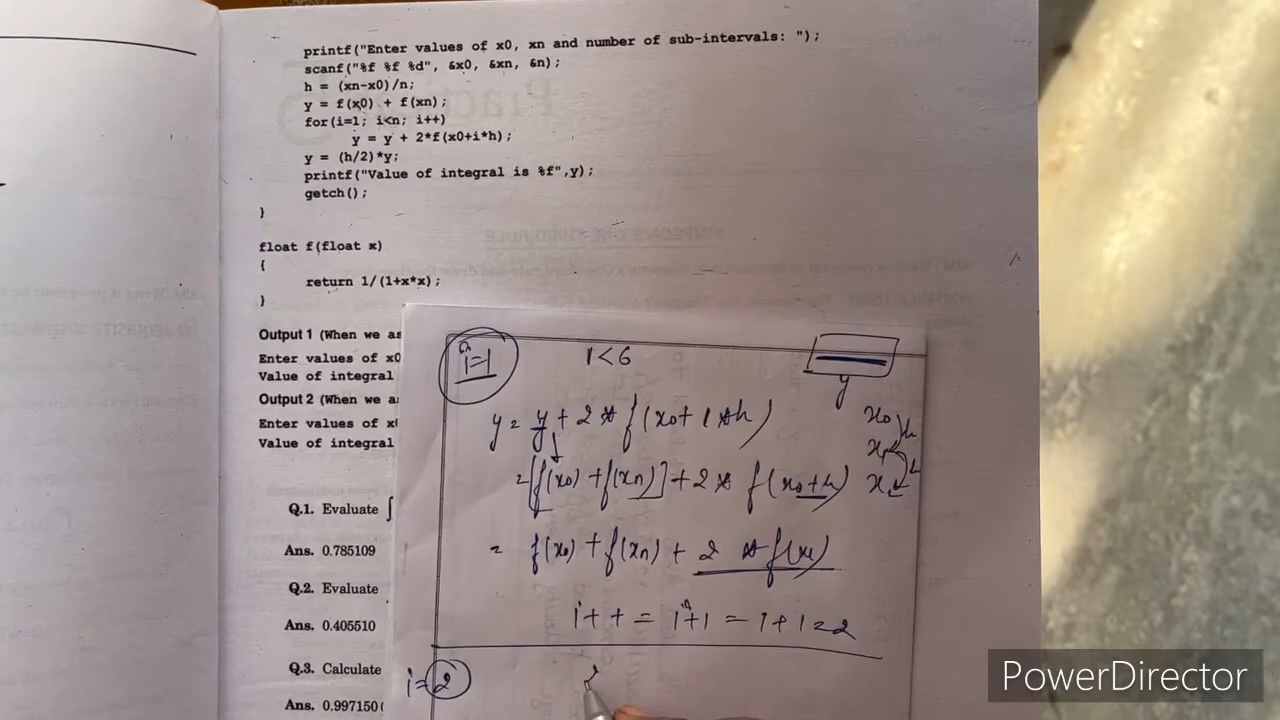 printf("Enter values of x0, xn and number of sub-intervals: ");
scanf("%f %f %d", &x0, &xn, &n);
h = (xn-x0)/n;
y = f(x0) + f(xn);
for(i=1; i<n; i++)
y = y + 2*f(x0+i*h);
y = (h/2)*y;
printf("Value of integral is %f",y);
getch();
}
float f(float x)
{
return 1/(1+x*x);
}
Output 1 (When we as
Enter values of x0
Value of integral
Output 2 (When we as
Enter values of x
Value of integral
Q.1. Evaluate ∫
Ans. 0.785109
Q.2. Evaluate
Ans. 0.405510
Q.3. Calculate
Ans. 0.997150
i=1 1<6
y
y = y + 2 * f(x0 + 1 * h)
= [f(x0) + f(xn)] + 2 * f(x0+h)
= f(x0) + f(xn) + 2 * f(x1)
i++ = i+1 = 1+1=2
i=2
x0
h
PowerDirector